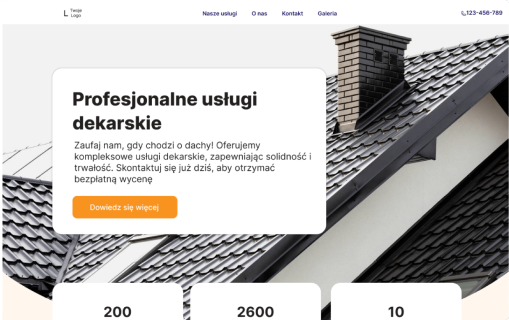 Twoje
Logo
Nasze usługi
O nas
Kontakt
Galeria
123-456-789
Profesjonalne usługi
dekarskie
Zaufaj nam, gdy chodzi o dachy! Oferujemy
kompleksowe usługi dekarskie, zapewniając solidność i
trwałość. Skontaktuj się już dziś, aby otrzymać
bezpłatną wycenę
Dowiedz się więcej
200
2600
10